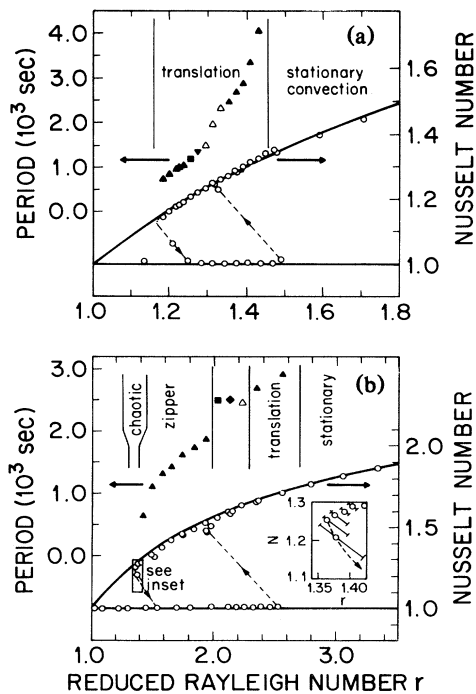 (a)
translation
stationary
convection
PERIOD (10³ sec)
4.0
3.0
2.0
1.0
0.0
NUSSELT NUMBER
1.6
1.4
1.2
1.0
1.0 1.2 1.4 1.6 1.8
(b)
chaotic
zipper
translation
stationary
PERIOD (10³ sec)
3.0
2.0
1.0
0.0
NUSSELT NUMBER
2.0
1.5
1.0
see
inset
N
1.3
1.2
1.1
1.35 1.40
r
1.0 2.0 3.0
REDUCED RAYLEIGH NUMBER r